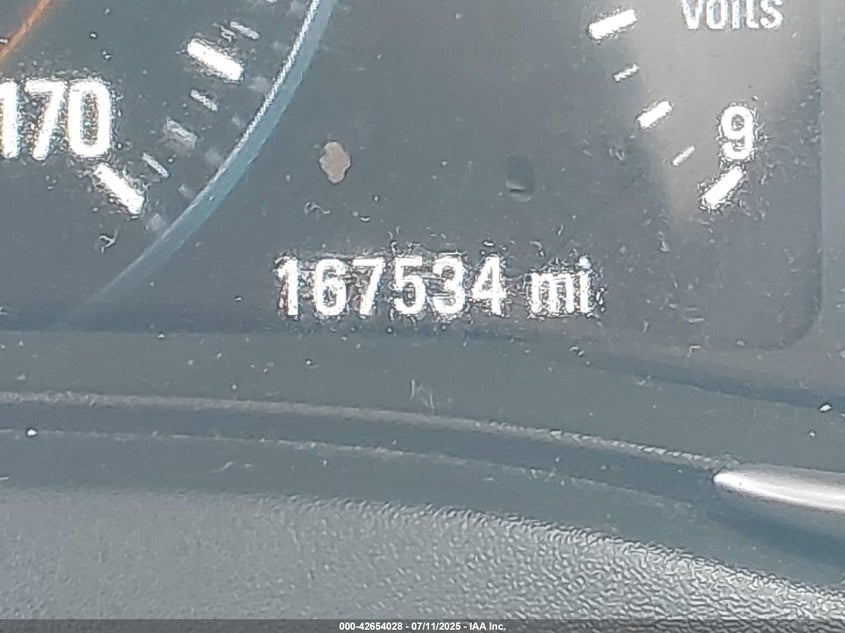 volts
170
9
167534 mi
000-42654028 - 07/11/2025 - IAA Inc.